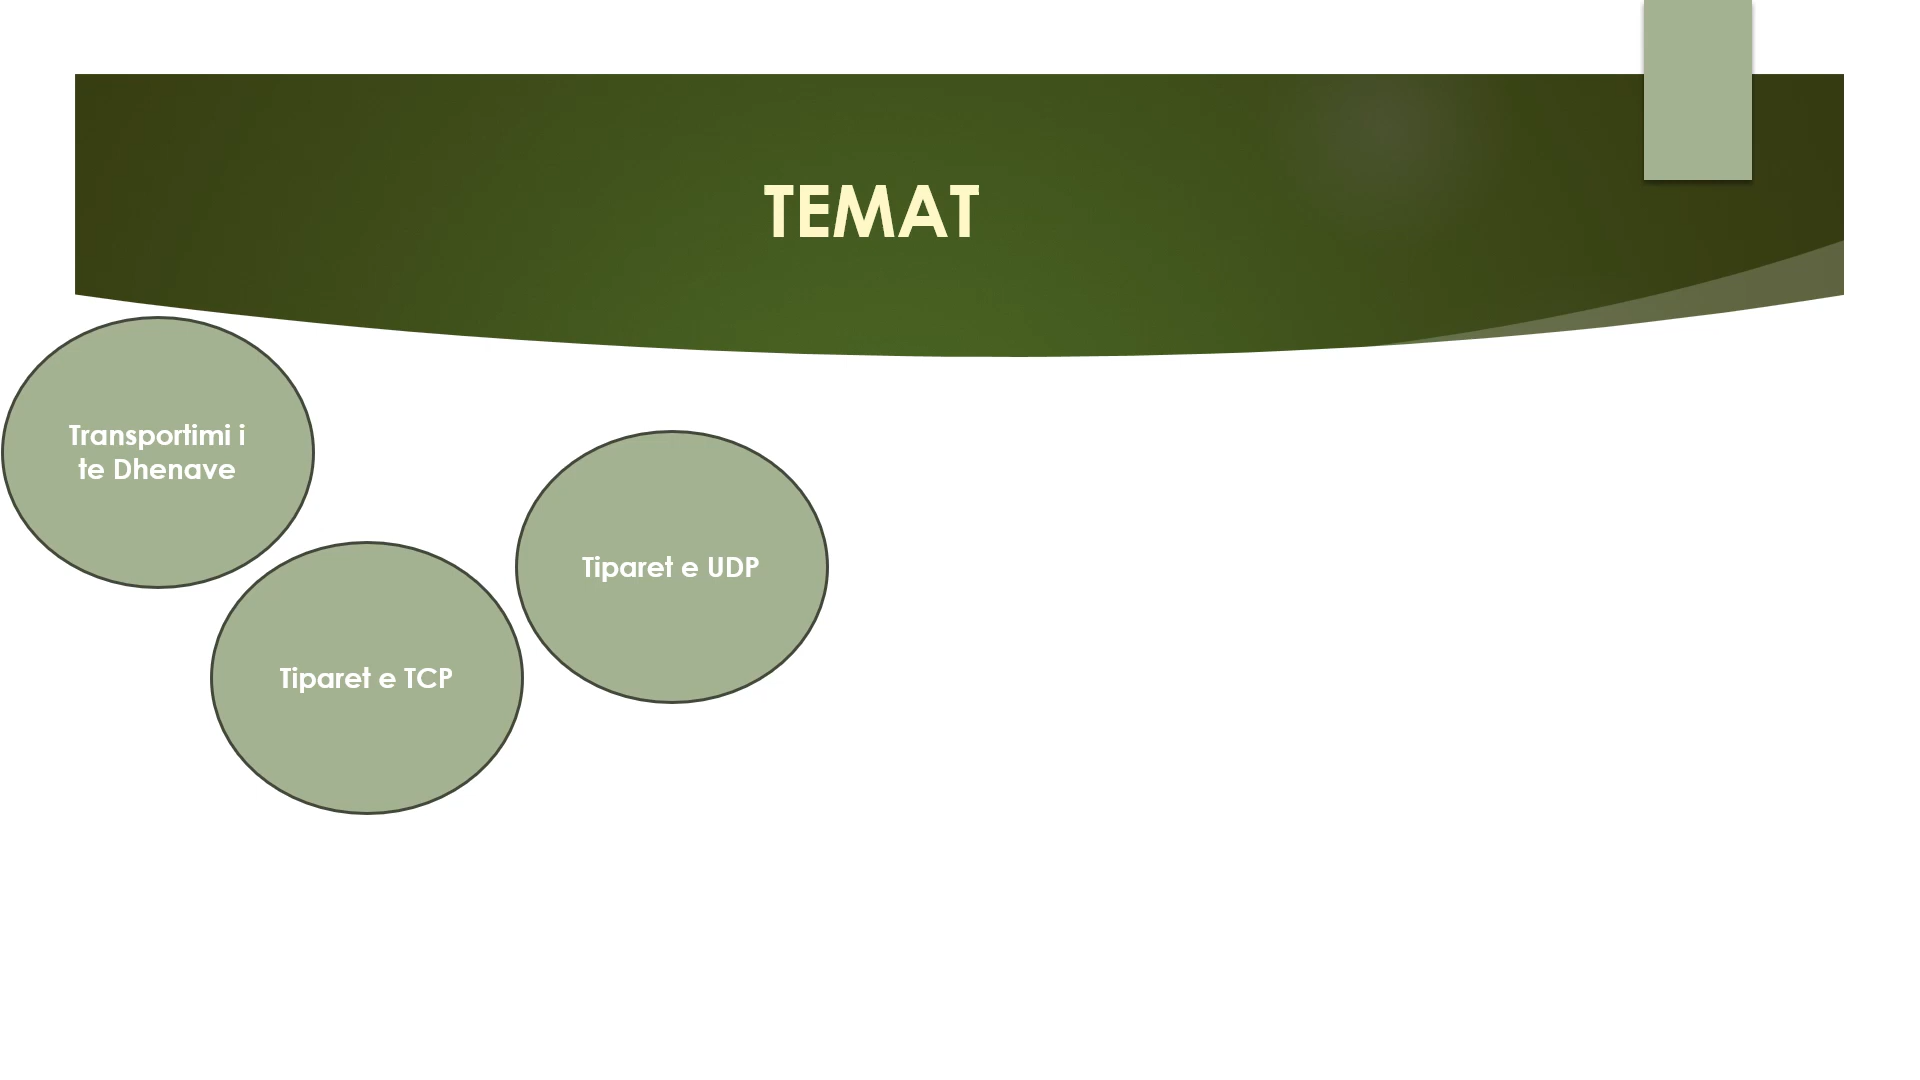 TEMAT
Transportimi i
te Dhenave
Tiparet e UDP
Tiparet e TCP